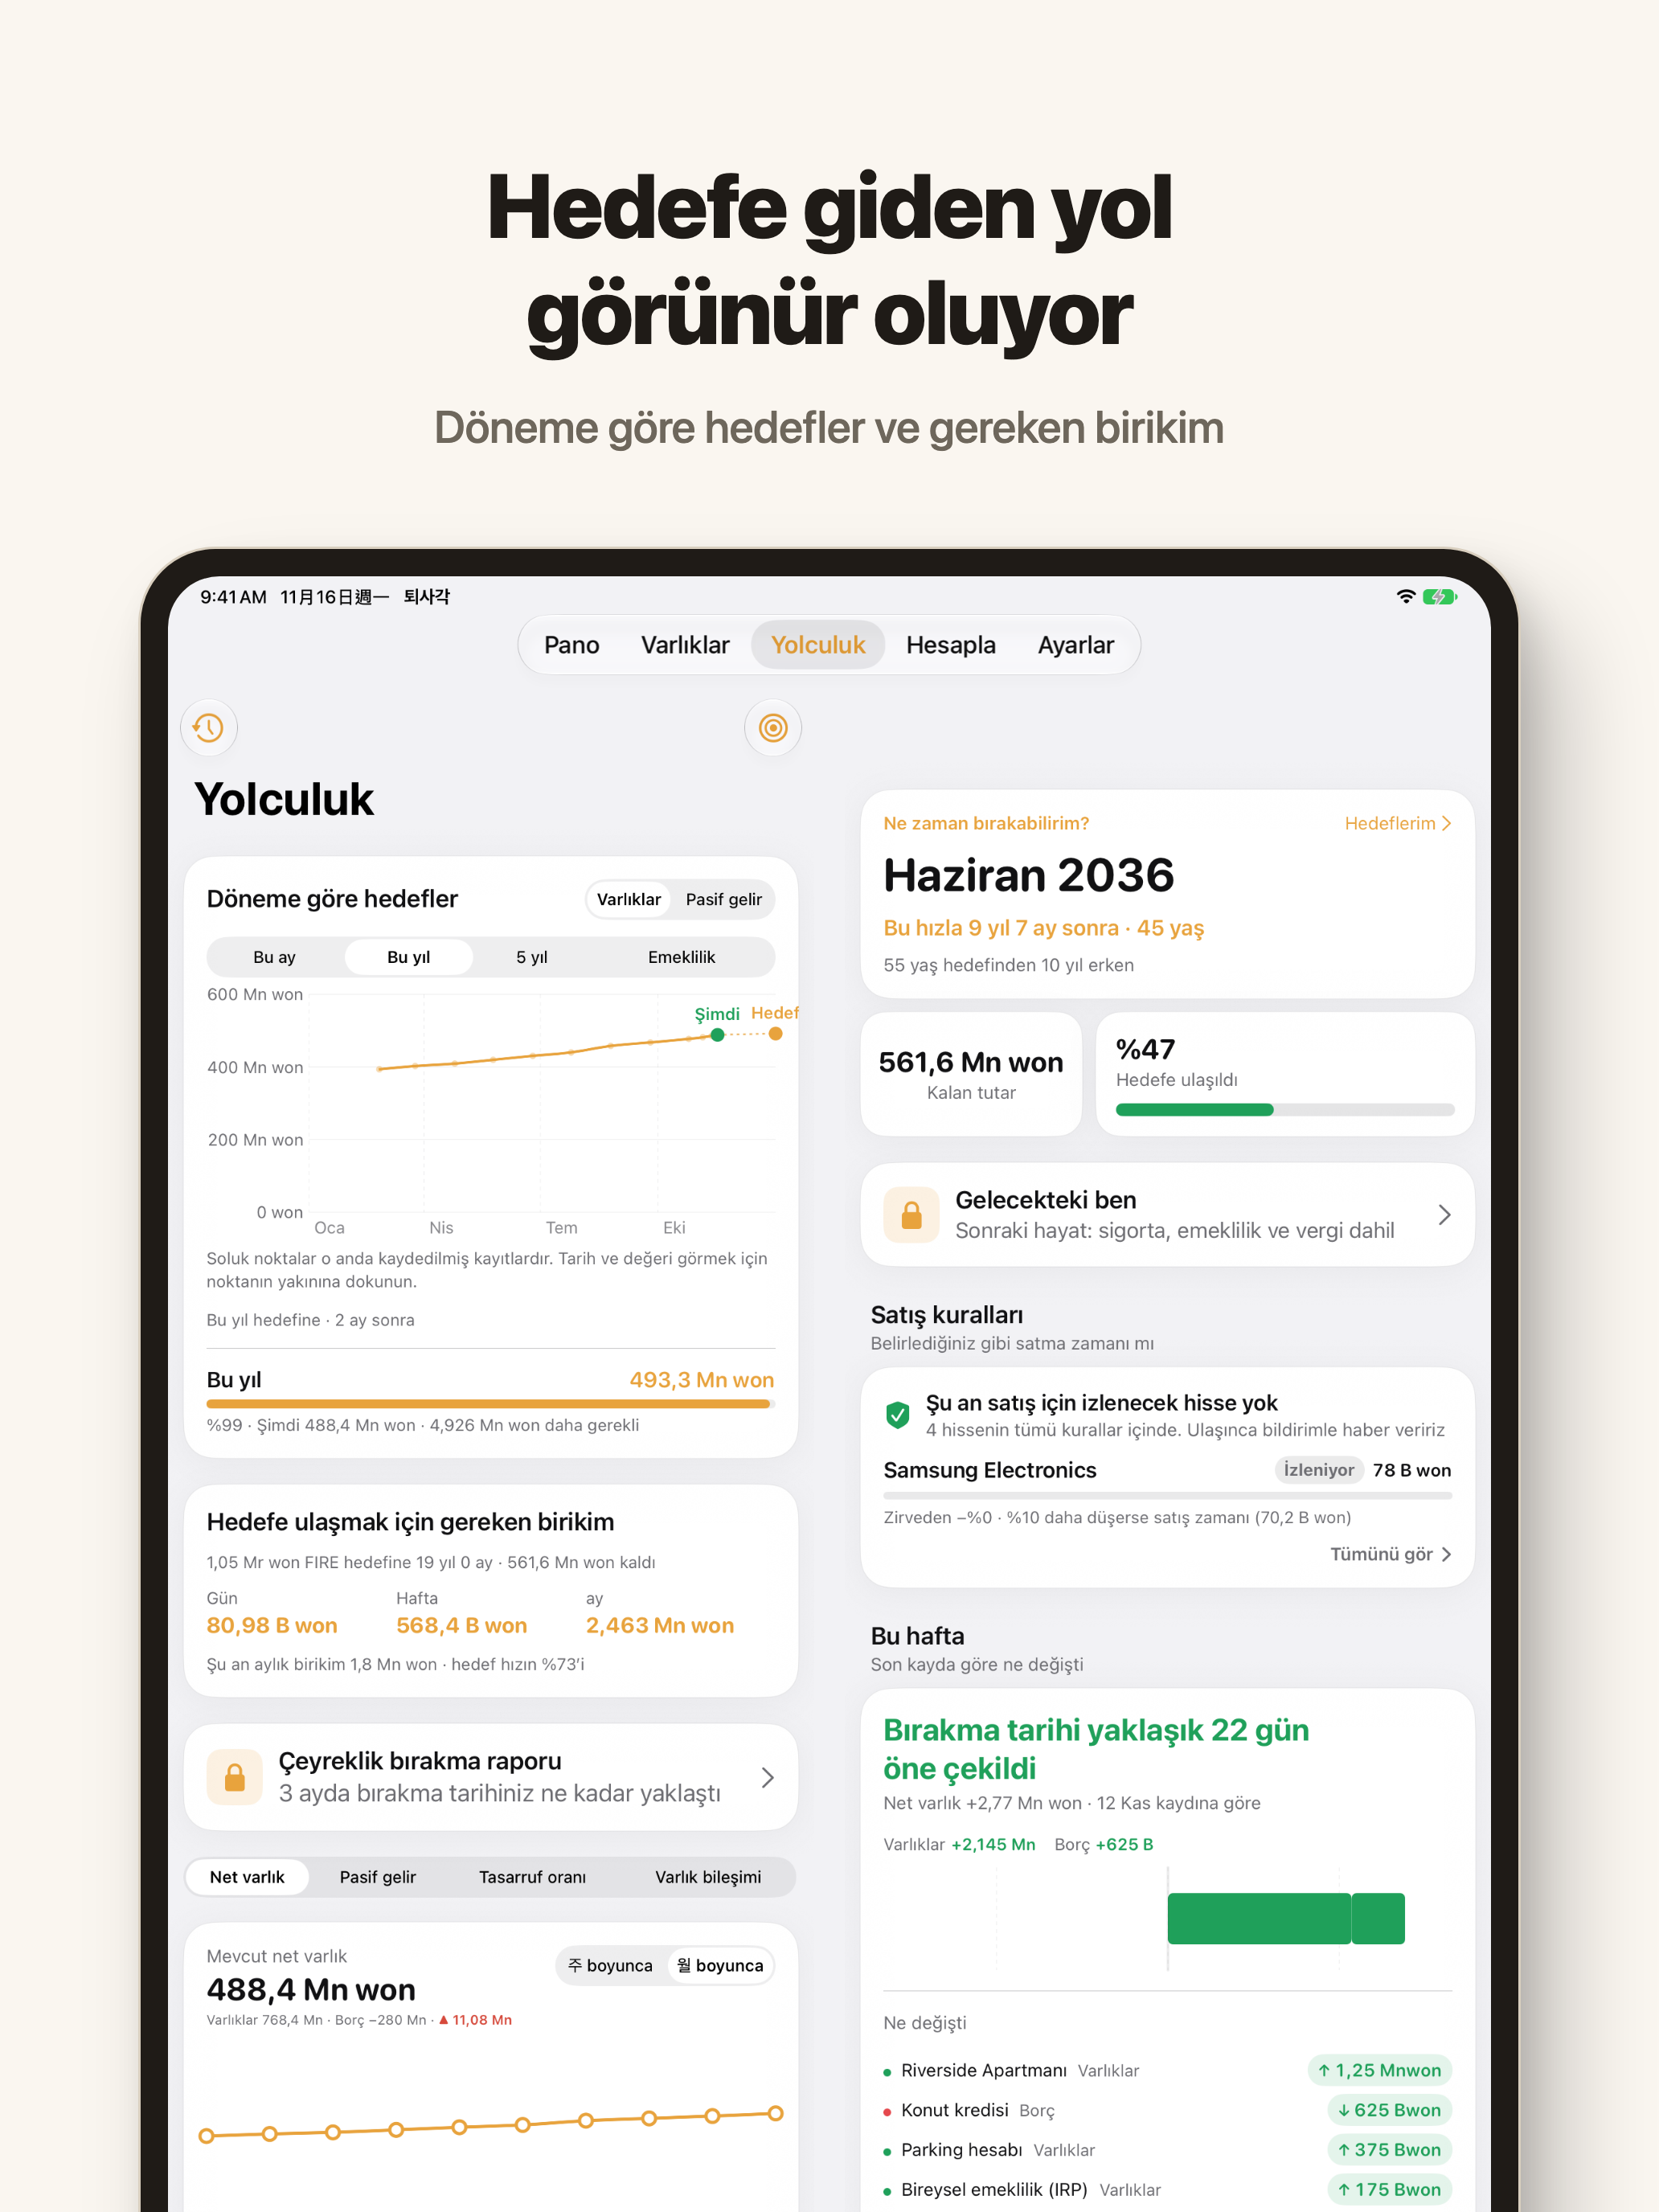 Hedefe giden yol
görünür oluyor
Döneme göre hedefler ve gereken birikim
9:41 AM 11月16日週一 퇴사각
Pano Varlıklar Yolculuk Hesapla Ayarlar
Yolculuk
Döneme göre hedefler
Varlıklar Pasif gelir
Bu ay Bu yıl 5 yıl Emeklilik
600 Mn won
Şimdi Hedef
400 Mn won
200 Mn won
0 won
Oca Nis Tem Eki
Soluk noktalar o anda kaydedilmiş kayıtlardır. Tarih ve değeri görmek için
noktanın yakınına dokunun.
Bu yıl hedefine · 2 ay sonra
Bu yıl 493,3 Mn won
%99 · Şimdi 488,4 Mn won · 4,926 Mn won daha gerekli
Hedefe ulaşmak için gereken birikim
1,05 Mr won FIRE hedefine 19 yıl 0 ay · 561,6 Mn won kaldı
Gün Hafta ay
80,98 B won 568,4 B won 2,463 Mn won
Şu an aylık birikim 1,8 Mn won · hedef hızın %73'i
Çeyreklik bırakma raporu
3 ayda bırakma tarihiniz ne kadar yaklaştı
Net varlık Pasif gelir Tasarruf oranı Varlık bileşimi
Mevcut net varlık
488,4 Mn won
주 boyunca 월 boyunca
Varlıklar 768,4 Mn · Borç −280 Mn · ▲ 11,08 Mn
Ne zaman bırakabilirim? Hedeflerim >
Haziran 2036
Bu hızla 9 yıl 7 ay sonra · 45 yaş
55 yaş hedefinden 10 yıl erken
561,6 Mn won
Kalan tutar
%47
Hedefe ulaşıldı
Gelecekteki ben
Sonraki hayat: sigorta, emeklilik ve vergi dahil
Satış kuralları
Belirlediğiniz gibi satma zamanı mı
Şu an satış için izlenecek hisse yok
4 hissenin tümü kurallar içinde. Ulaşınca bildirimle haber veririz
Samsung Electronics İzleniyor 78 B won
Zirveden −%0 · %10 daha düşerse satış zamanı (70,2 B won)
Tümünü gör >
Bu hafta
Son kayda göre ne değişti
Bırakma tarihi yaklaşık 22 gün
öne çekildi
Net varlık +2,77 Mn won · 12 Kas kaydına göre
Varlıklar +2,145 Mn Borç +625 B
Ne değişti
Riverside Apartmanı Varlıklar ↑ 1,25 Mnwon
Konut kredisi Borç ↓ 625 Bwon
Parking hesabı Varlıklar ↑ 375 Bwon
Bireysel emeklilik (IRP) Varlıklar ↑ 175 Bwon